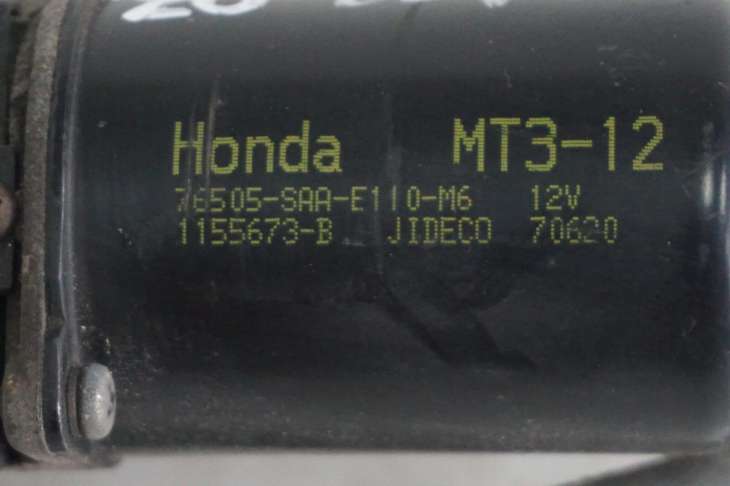 Honda MT3-12
76505-SAA-E110-M6 12V
1155673-B JIDECO 70620